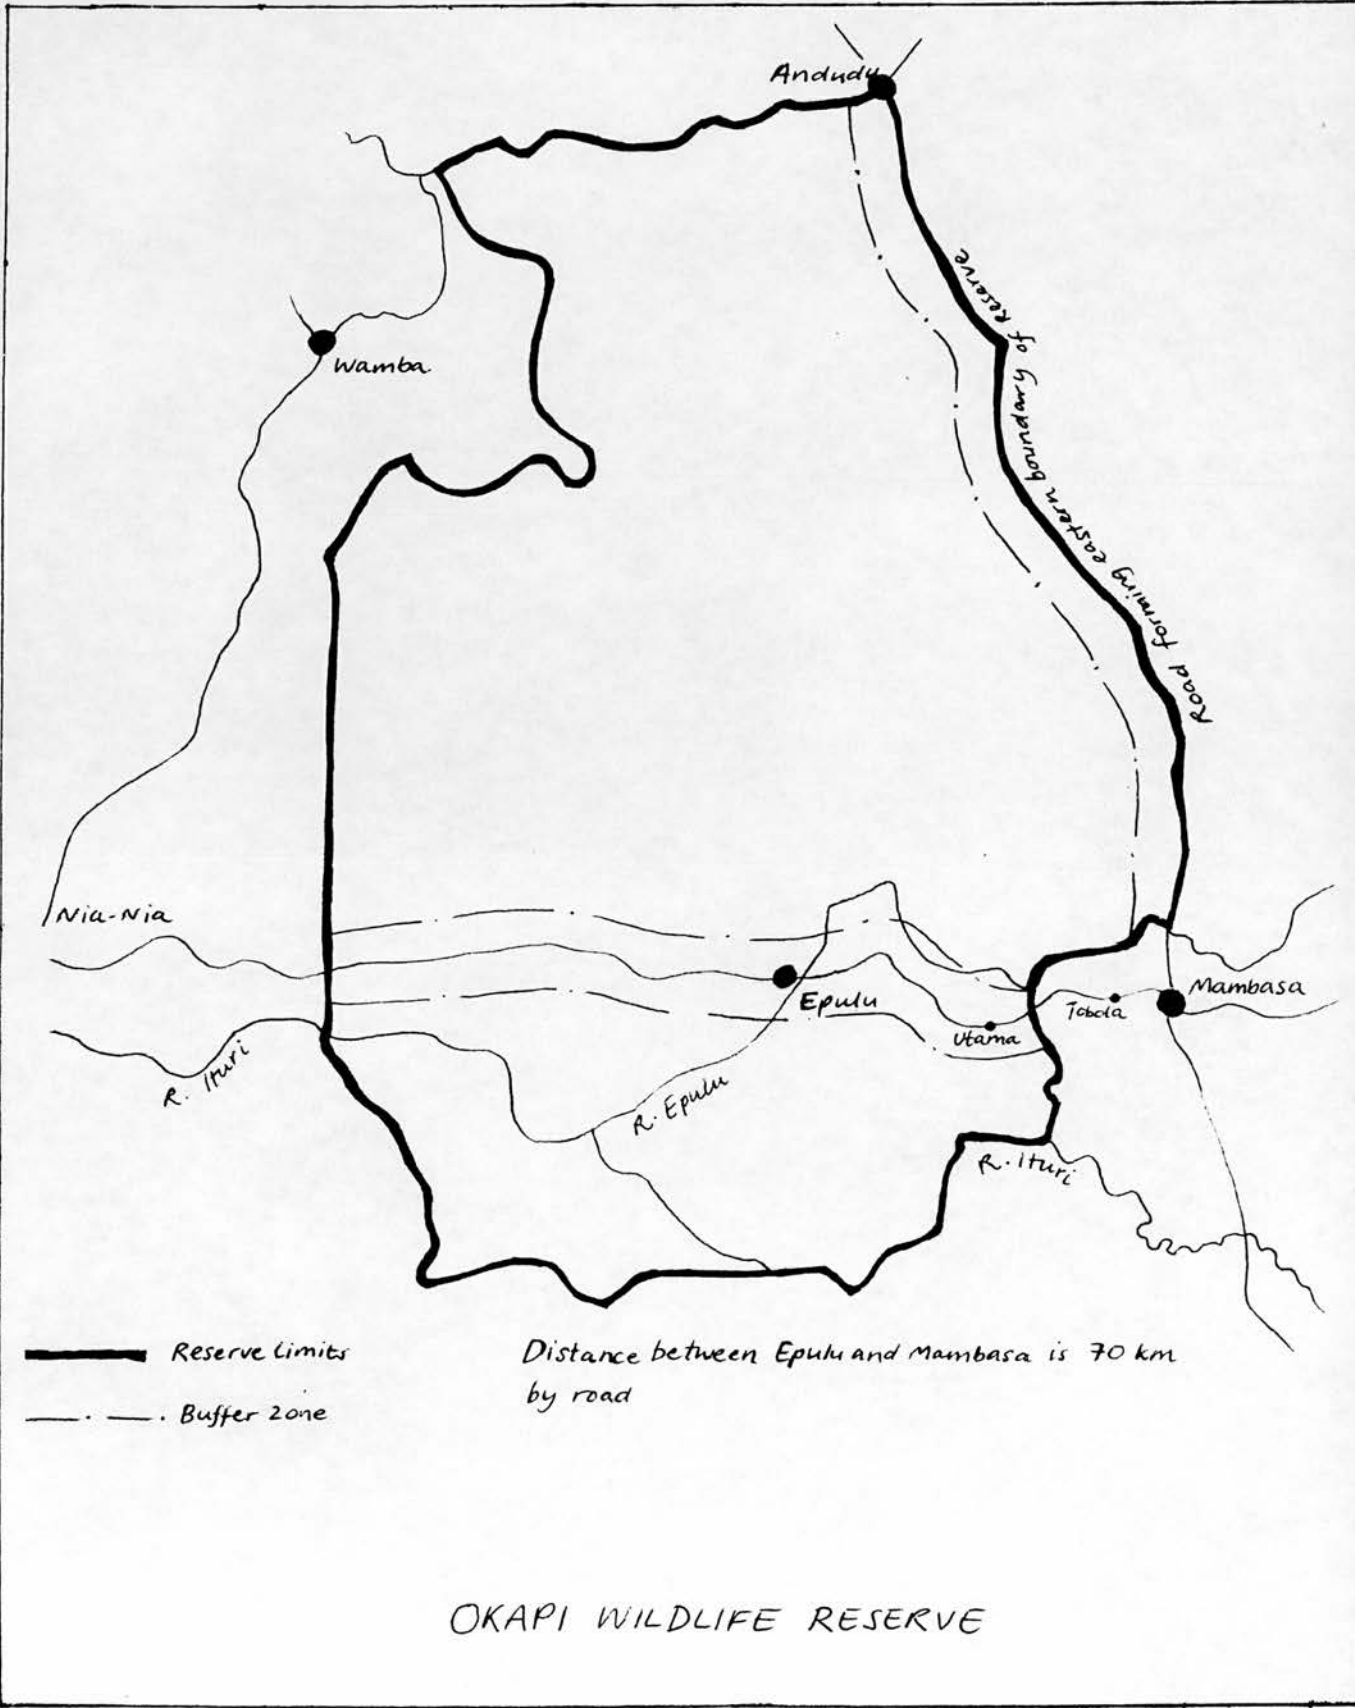 Andudu
Road forming eastern boundary of Reserve
Wamba
Nia-Nia
Epulu
Utama
Tobola
Mambasa
R. Ituri
R. Epulu
R. Ituri
Reserve Limits
Buffer zone
Distance between Epulu and Mambasa is 70 km
by road
OKAPI WILDLIFE RESERVE